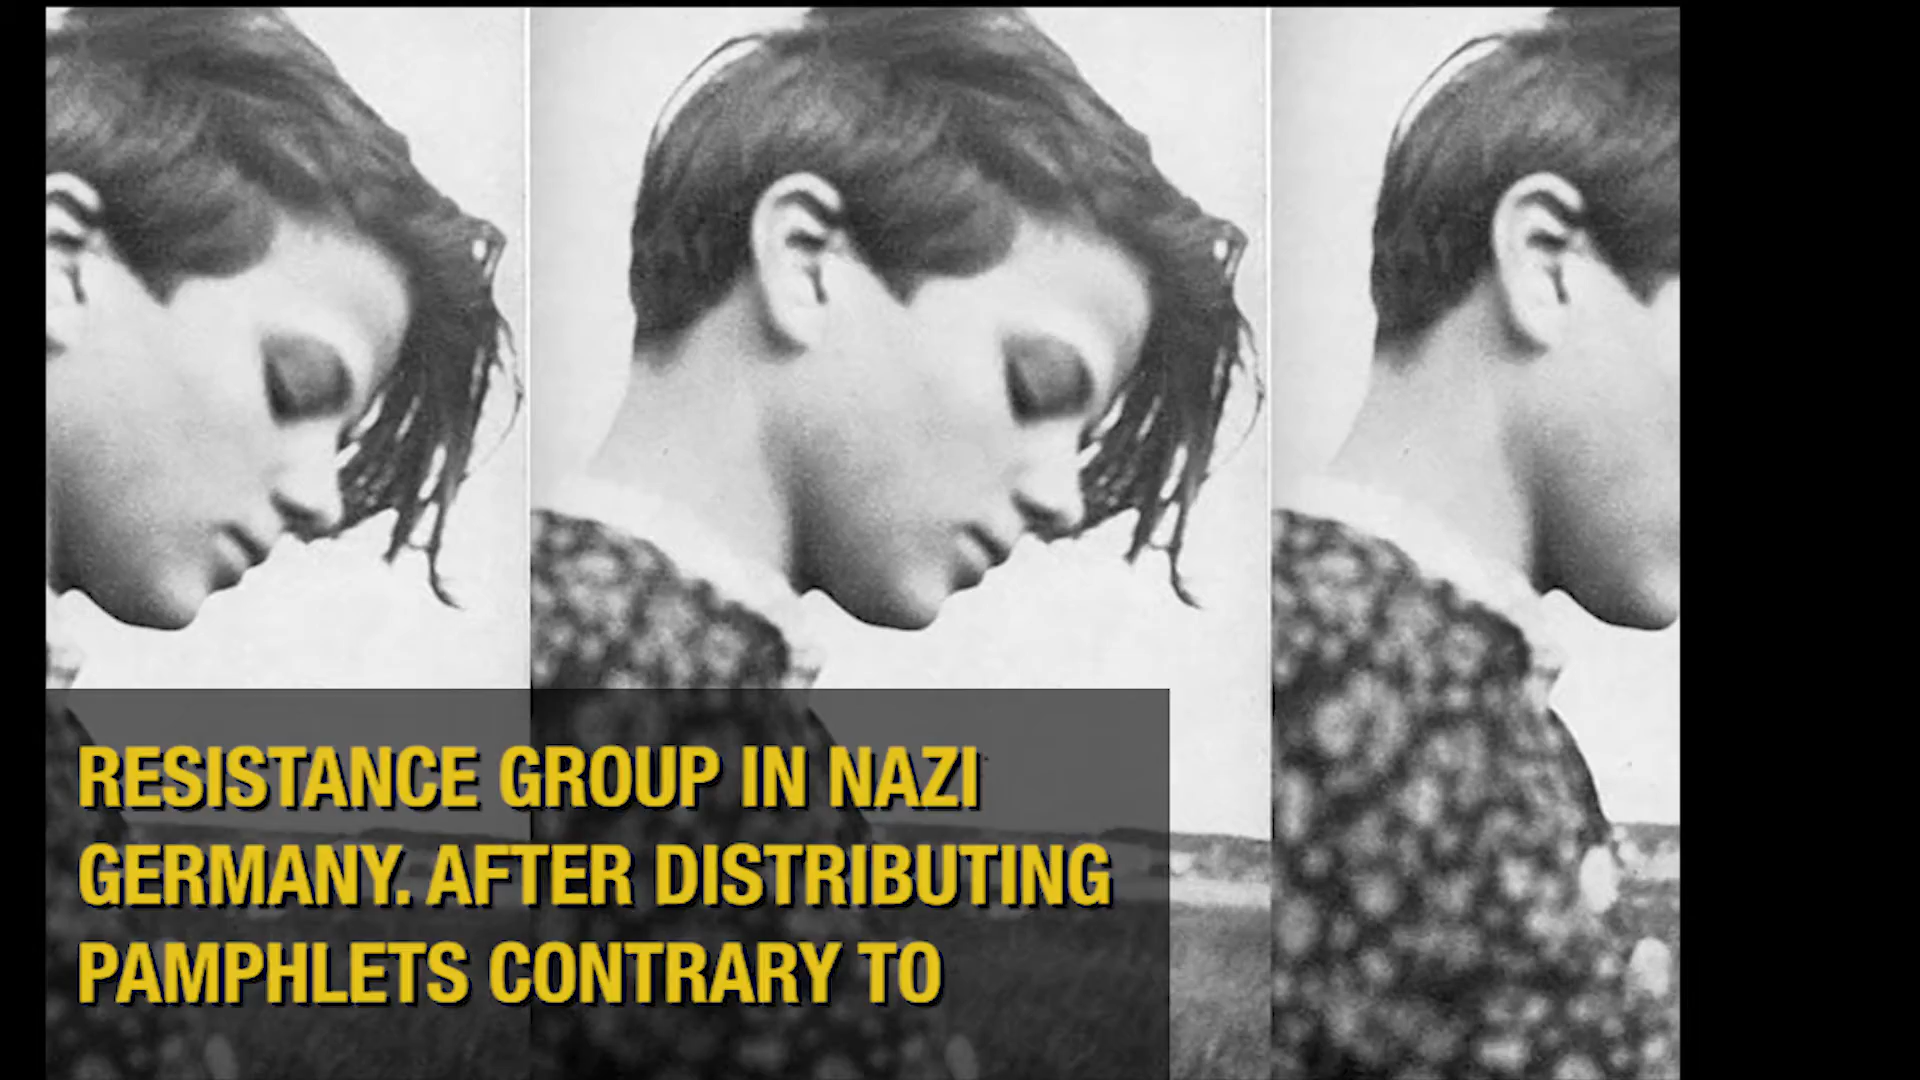 RESISTANCE GROUP IN NAZI
GERMANY. AFTER DISTRIBUTING
PAMPHLETS CONTRARY TO